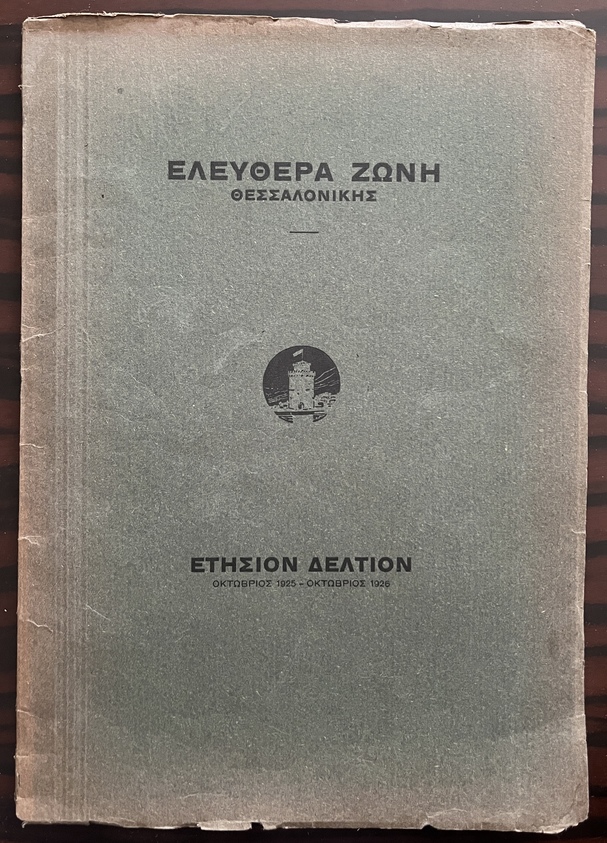 ΕΛΕΥΘΕΡΑ ΖΩΝΗ
ΘΕΣΣΑΛΟΝΙΚΗΣ
ΕΤΗΣΙΟΝ ΔΕΛΤΙΟΝ
ΟΚΤΩΒΡΙΟΣ 1925 – ΟΚΤΩΒΡΙΟΣ 1926